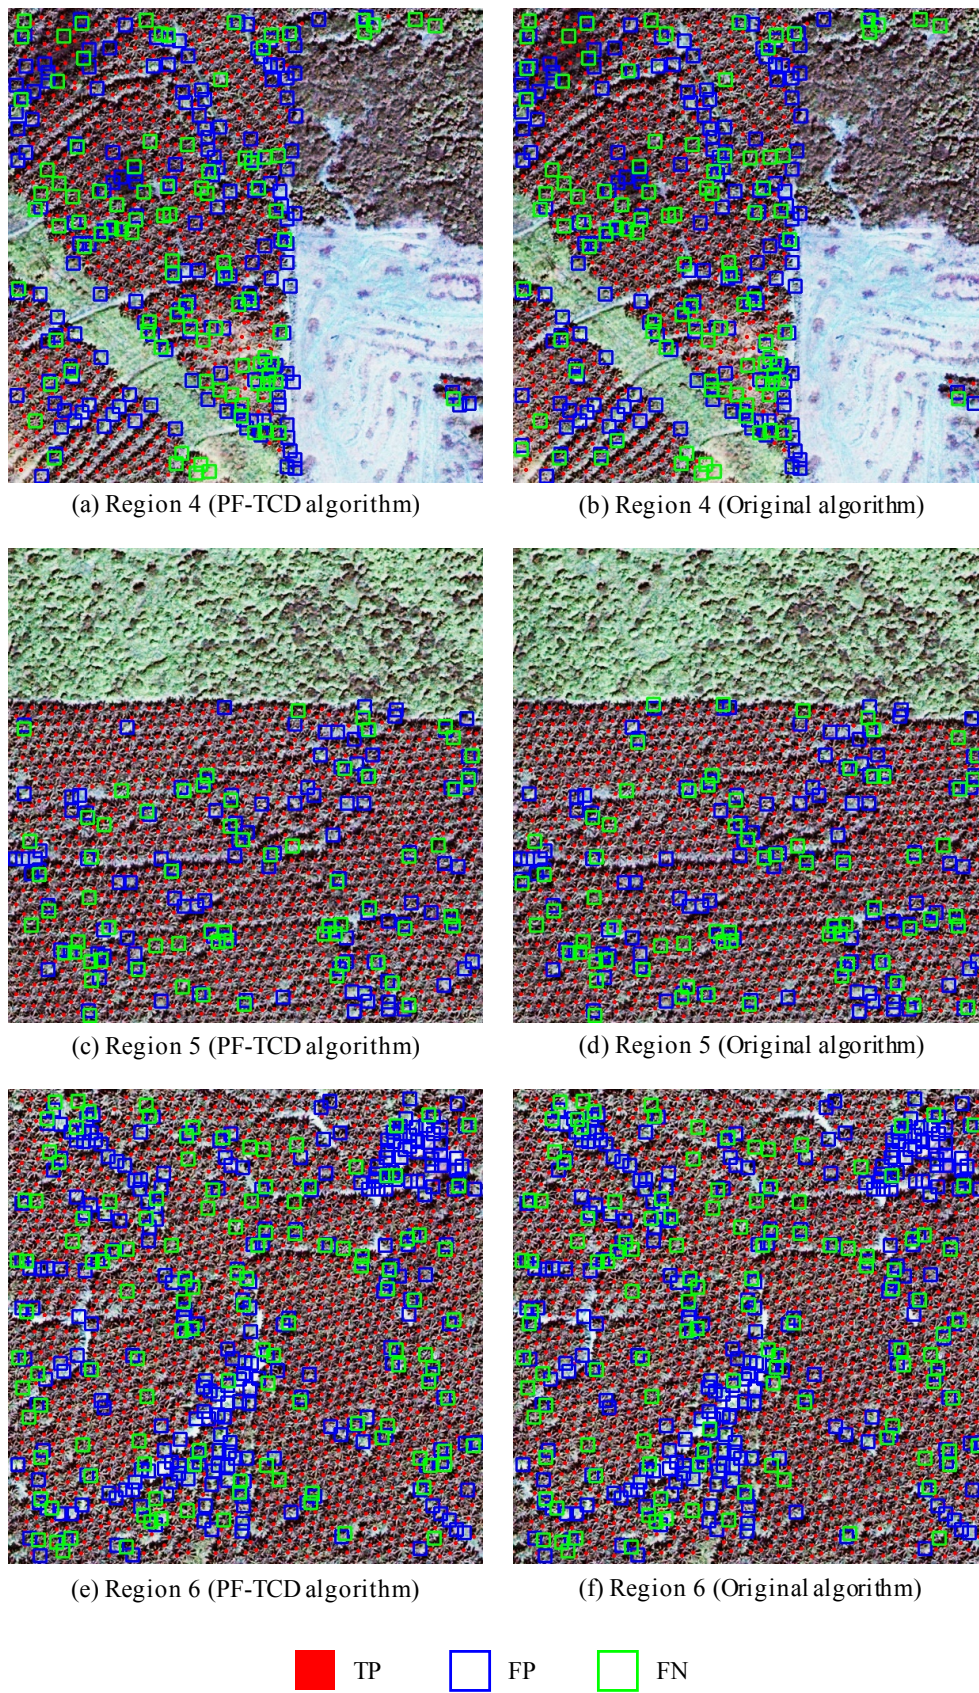 (a) Region 4 (PF-TCD algorithm)
(b) Region 4 (Original algorithm)
(c) Region 5 (PF-TCD algorithm)
(d) Region 5 (Original algorithm)
(e) Region 6 (PF-TCD algorithm)
(f) Region 6 (Original algorithm)
TP FP FN